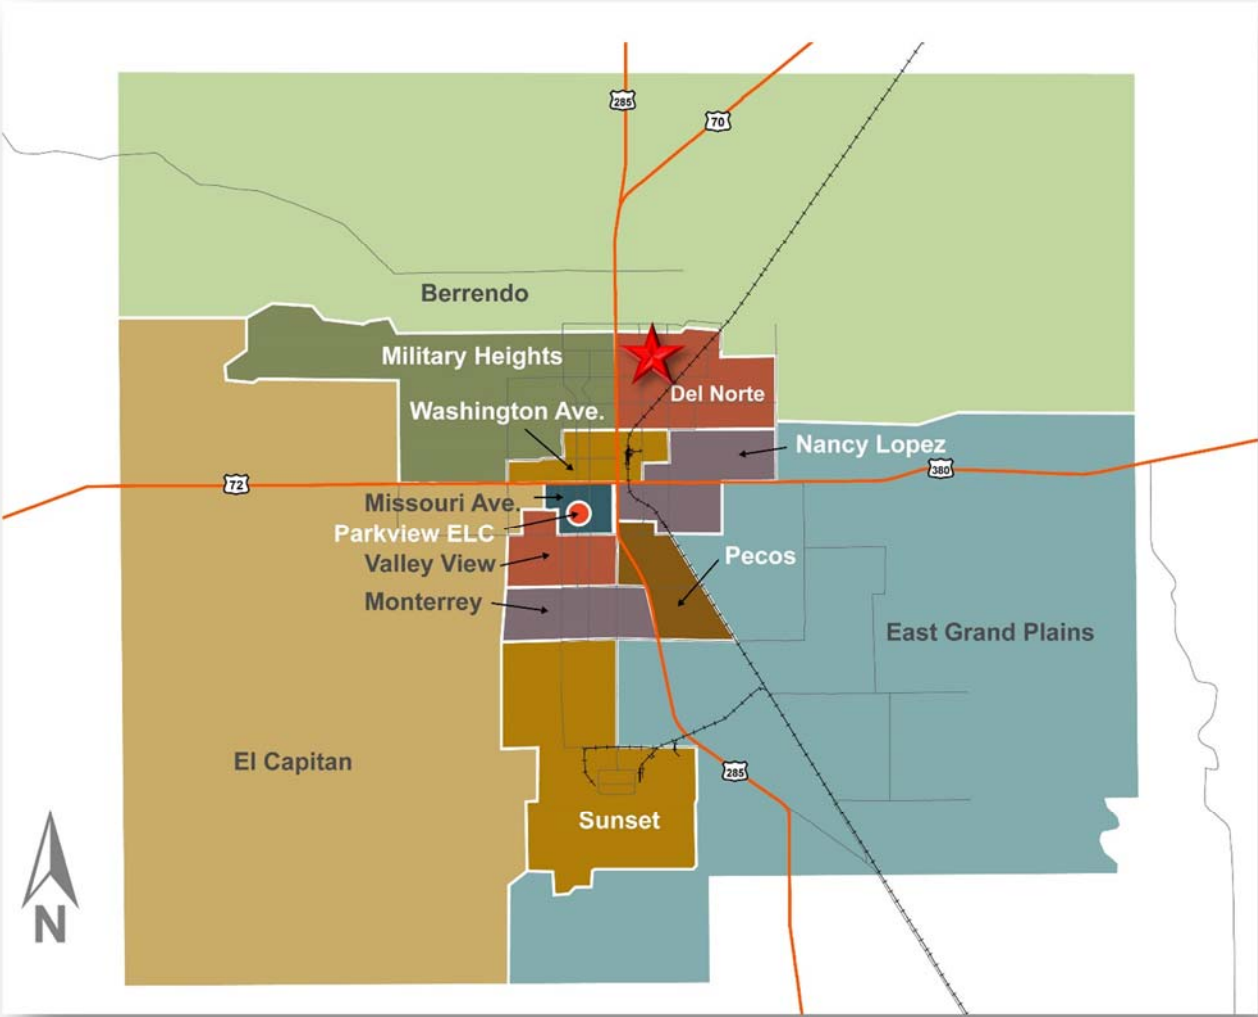 285
70
Berrendo
Military Heights
Del Norte
Washington Ave.
Nancy Lopez
380
72
Missouri Ave.
Parkview ELC
Pecos
Valley View
Monterrey
East Grand Plains
El Capitan
285
Sunset
N